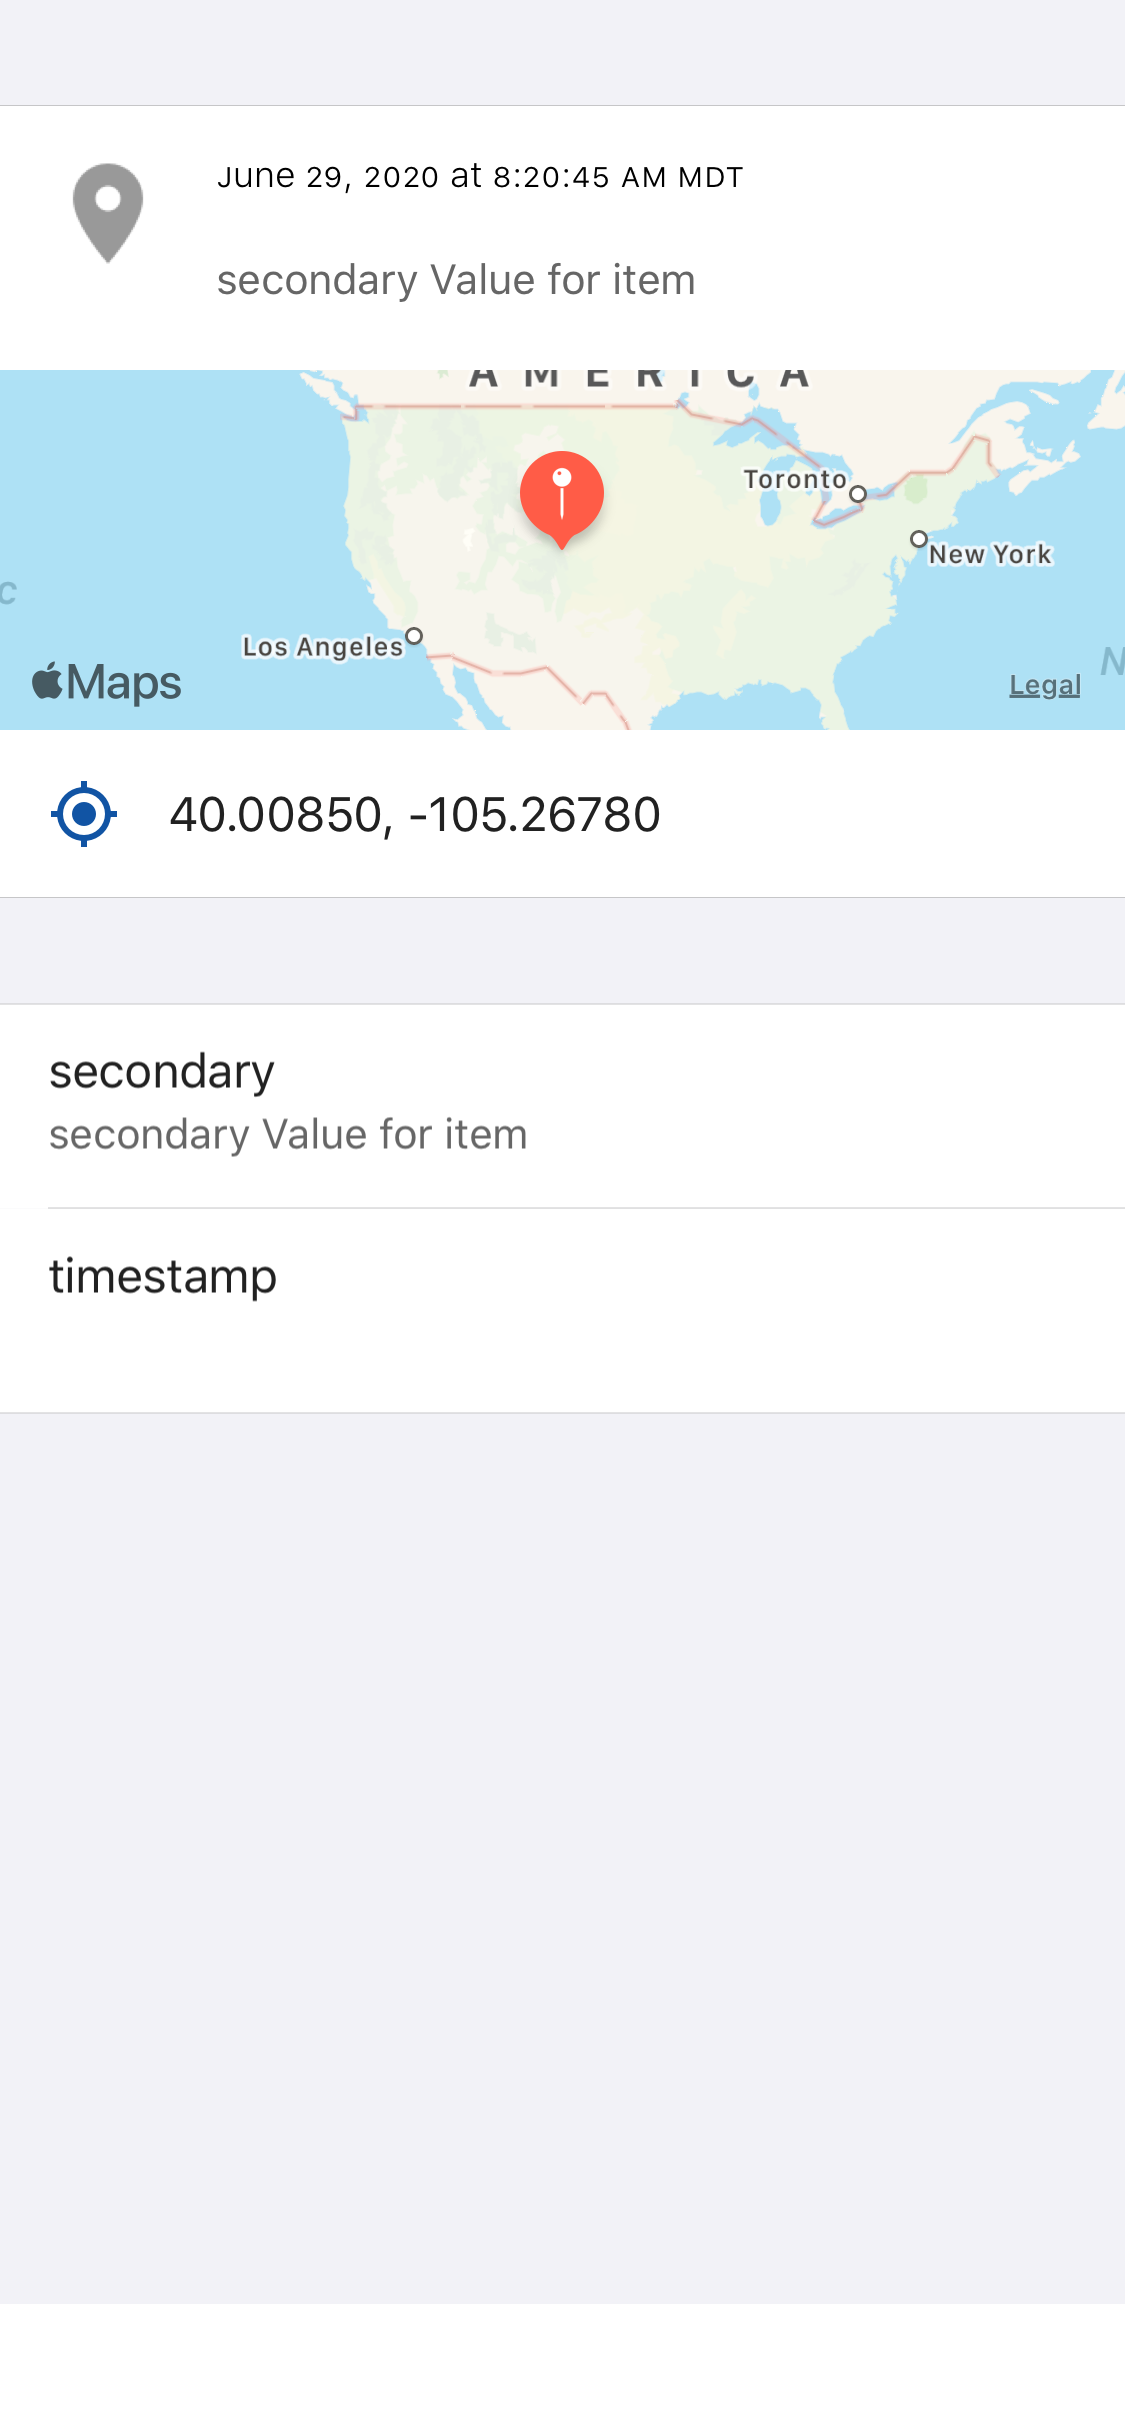 June 29, 2020 at 8:20:45 AM MDT
secondary Value for item
AMERICA
Toronto
New York
c
Los Angeles
N
Maps
Legal
40.00850, -105.26780
secondary
secondary Value for item
timestamp